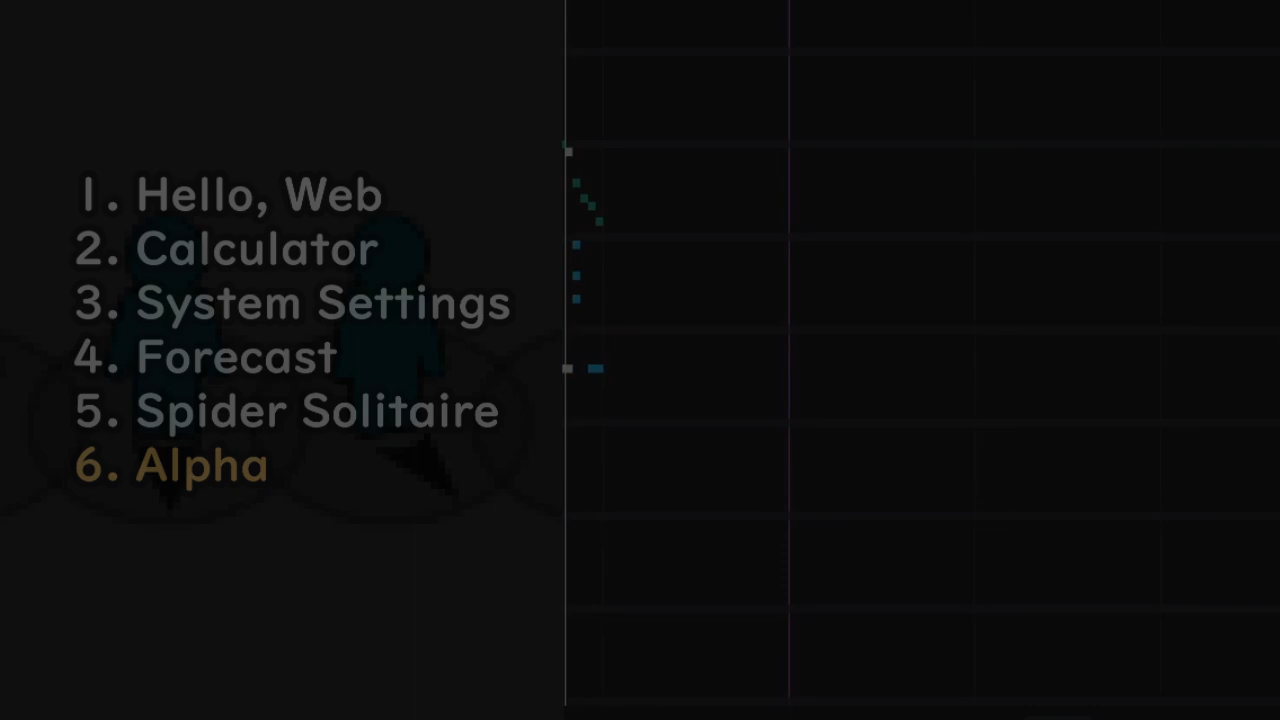 1. Hello, Web
2. Calculator
3. System Settings
4. Forecast
5. Spider Solitaire
6. Alpha